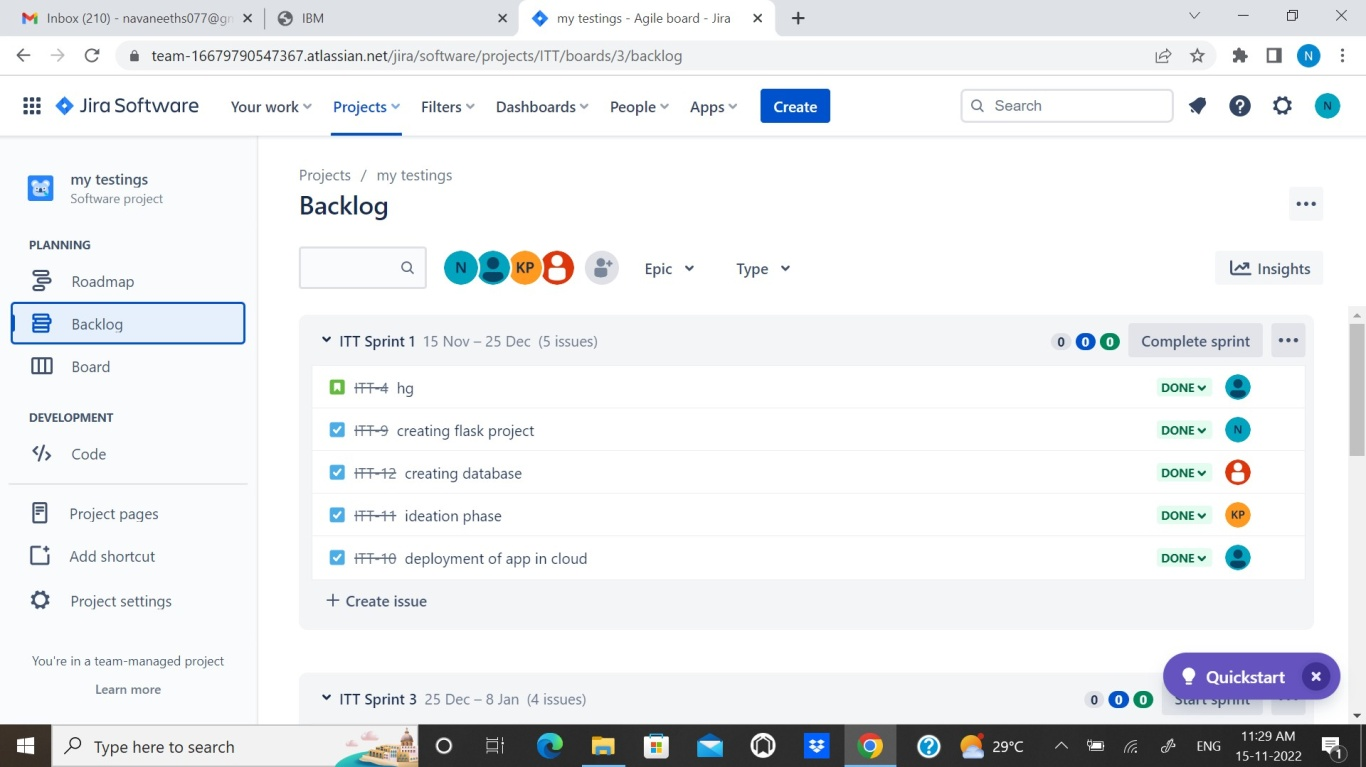 Inbox (210) - navaneeths077@gm
IBM
my testings - Agile board - Jira
team-16679790547367.atlassian.net/jira/software/projects/ITT/boards/3/backlog
N
Jira Software
Your work
Projects
Filters
Dashboards
People
Apps
Create
Search
N
my testings
Software project
PLANNING
Roadmap
Backlog
Board
DEVELOPMENT
Code
Project pages
Add shortcut
Project settings
You're in a team-managed project
Learn more
Projects / my testings
Backlog
N
KP
Epic
Type
Insights
ITT Sprint 1 15 Nov – 25 Dec (5 issues)
0 0 0
Complete sprint
ITT-4 hg DONE
ITT-9 creating flask project DONE N
ITT-12 creating database DONE
ITT-11 ideation phase DONE KP
ITT-10 deployment of app in cloud DONE
+ Create issue
ITT Sprint 3 25 Dec – 8 Jan (4 issues)
0 0 0
Start sprint
Quickstart
Type here to search
29°C
ENG
11:29 AM
15-11-2022
1